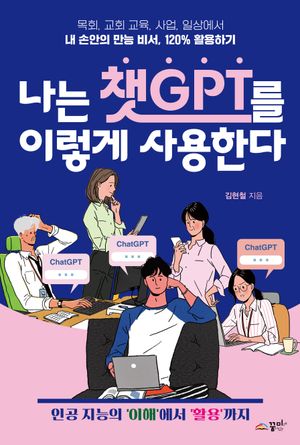 목회, 교회 교육, 사업, 일상에서
내 손안의 만능 비서, 120% 활용하기
나는 챗GPT를
이렇게 사용한다
김현철 지음
ChatGPT
ChatGPT
ChatGPT
ChatGPT
인공 지능의 '이해'에서 '활용'까지
꿈미